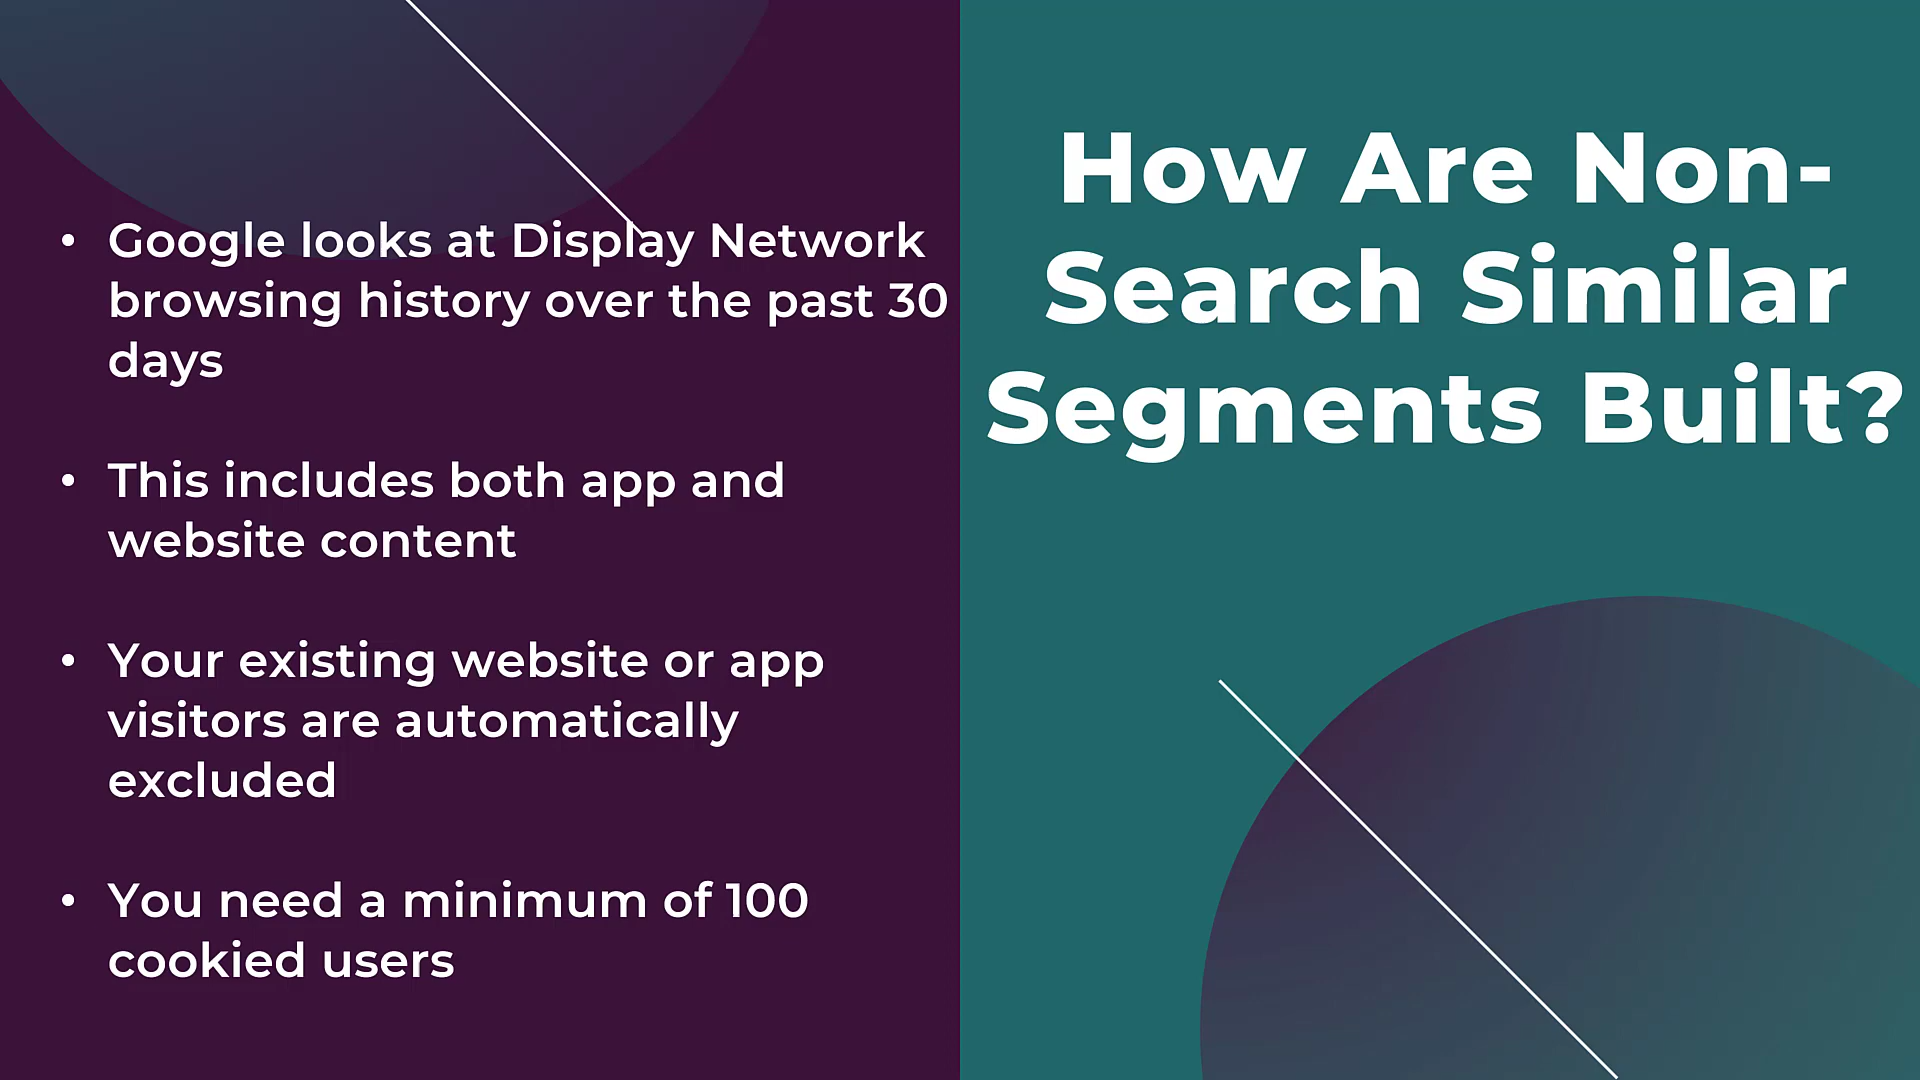 How Are Non-
Search Similar
Segments Built?
• Google looks at Display Network
browsing history over the past 30
days
• This includes both app and
website content
• Your existing website or app
visitors are automatically
excluded
• You need a minimum of 100
cookied users